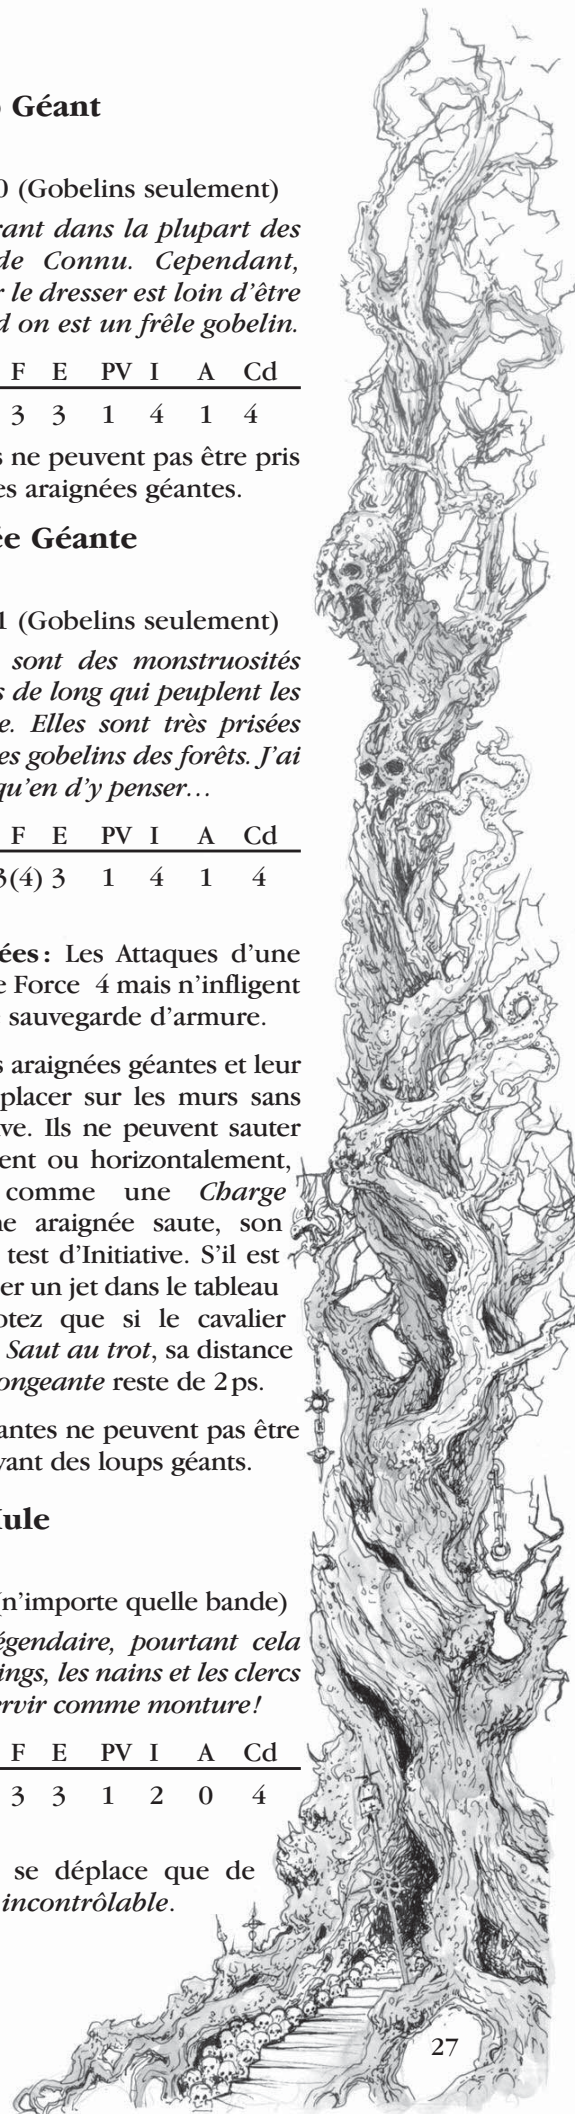 Géant
0 (Gobelins seulement)
rant dans la plupart des
de Connu. Cependant,
r le dresser est loin d'être
d on est un frêle gobelin.
F E PV I A Cd
3 3 1 4 1 4
s ne peuvent pas être pris
es araignées géantes.
ée Géante
1 (Gobelins seulement)
sont des monstruosités
s de long qui peuplent les
e. Elles sont très prisées
es gobelins des forêts. J'ai
qu'en d'y penser…
F E PV I A Cd
3(4) 3 1 4 1 4
ées : Les Attaques d'une
e Force 4 mais n'infligent
sauvegarde d'armure.
s araignées géantes et leur
placer sur les murs sans
ive. Ils ne peuvent sauter
ent ou horizontalement,
comme une Charge
ne araignée saute, son
test d'Initiative. S'il est
er un jet dans le tableau
otez que si le cavalier
Saut au trot, sa distance
ongeante reste de 2 ps.
antes ne peuvent pas être
vant des loups géants.
ule
(n'importe quelle bande)
égendaire, pourtant cela
ings, les nains et les clercs
ervir comme monture !
F E PV I A Cd
3 3 1 2 0 4
se déplace que de
incontrôlable.
27